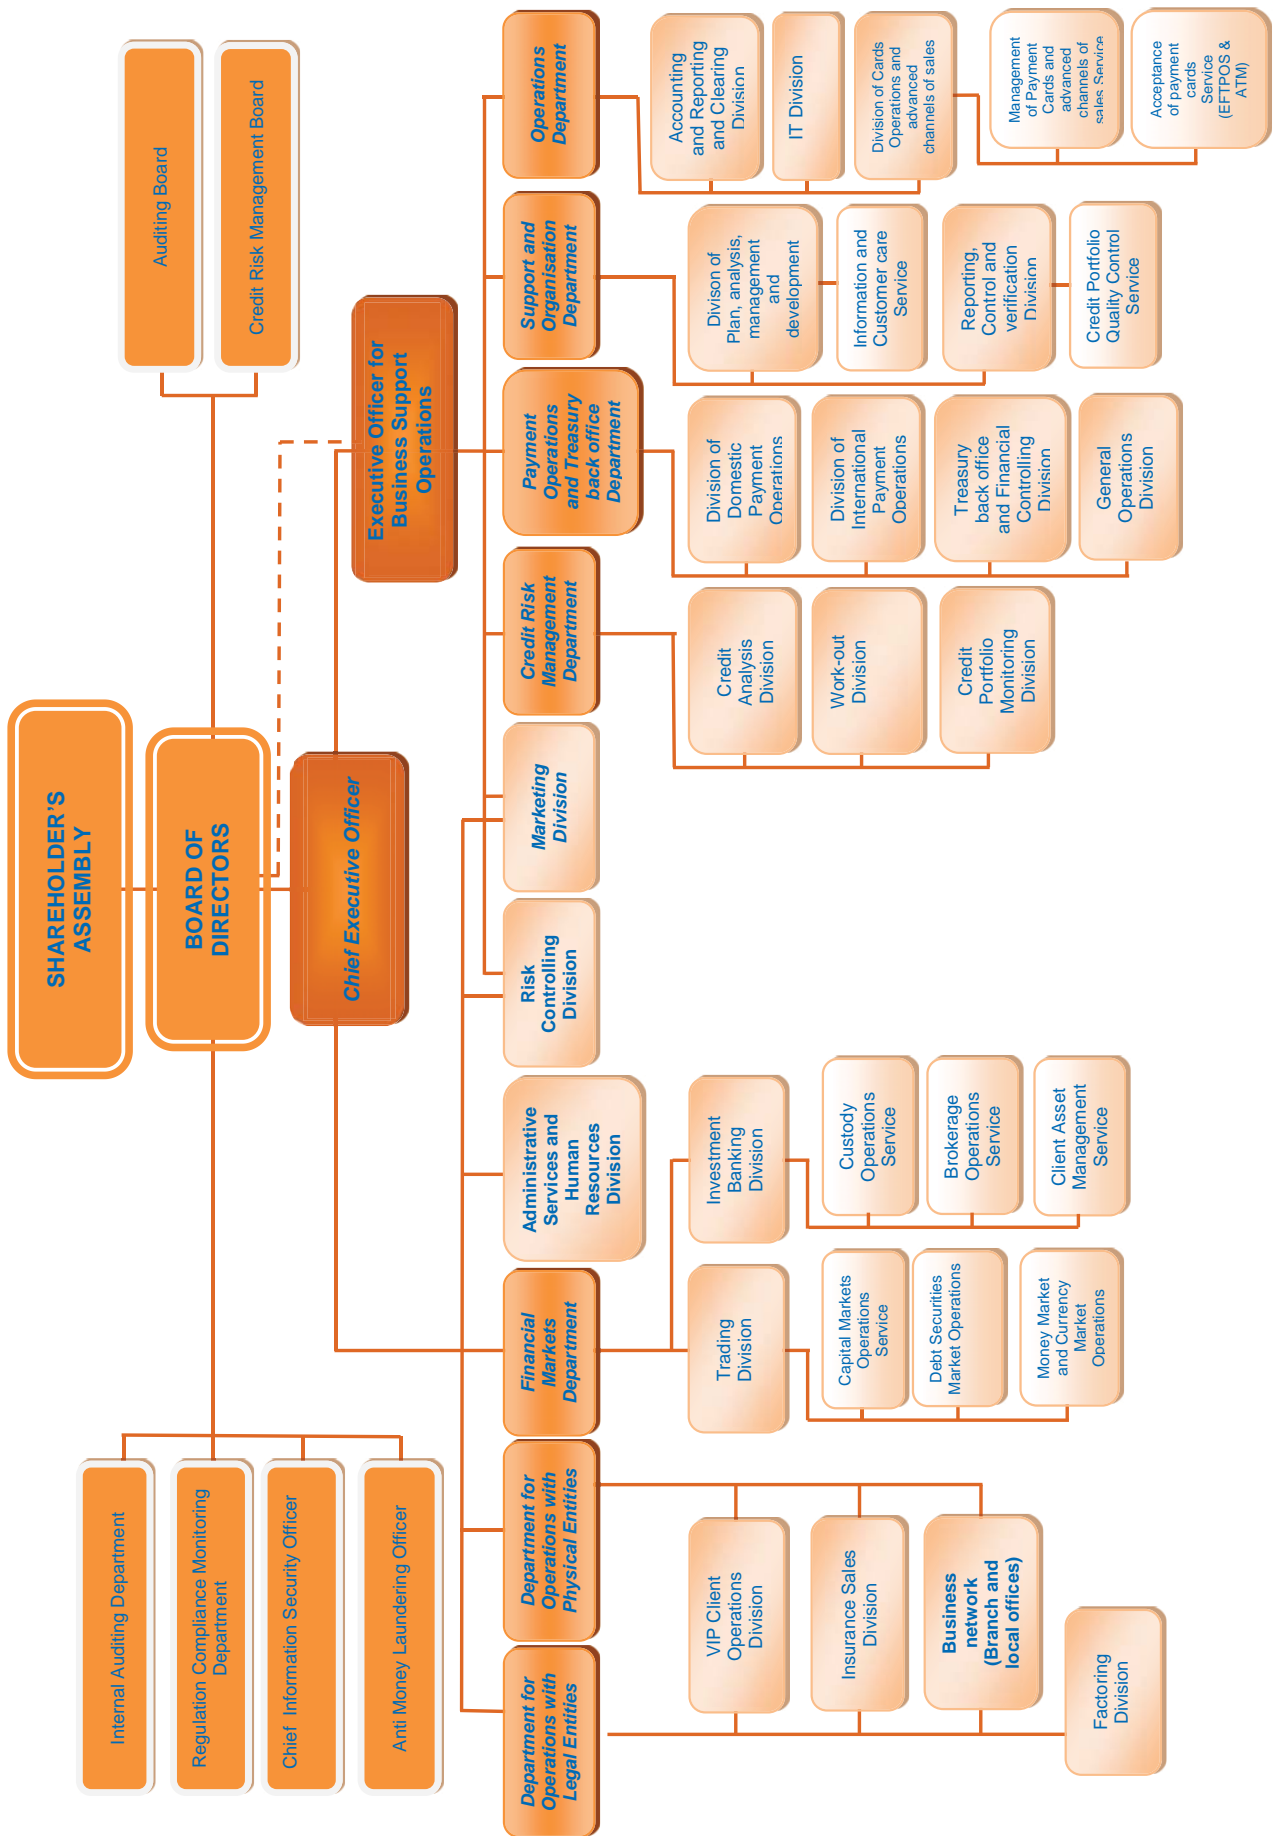 SHAREHOLDER'S
ASSEMBLY
BOARD OF
DIRECTORS
Internal Auditing Department
Regulation Compliance Monitoring
Department
Chief Information Security Officer
Anti Money Laundering Officer
Auditing Board
Credit Risk Management Board
Chief Executive Officer
Executive Officer for
Business Support
Operations
Department for
Operations with
Legal Entities
Department for
Operations with
Physical Entities
Financial
Markets
Department
Administrative
Services and
Human
Resources
Division
Risk
Controlling
Division
Marketing
Division
Credit Risk
Management
Department
Payment
Operations
and Treasury
back office
Department
Support and
Organisation
Department
Operations
Department
VIP Client
Operations
Division
Insurance Sales
Division
Business
network
(Branch and
local offices)
Factoring
Division
Trading
Division
Capital Markets
Operations
Service
Debt Securities
Market Operations
Money Market
and Currency
Market
Operations
Investment
Banking
Division
Custody
Operations
Service
Brokerage
Operations
Service
Client Asset
Management
Service
Credit
Analysis
Division
Work-out
Division
Credit
Portfolio
Monitoring
Division
Division of
Domestic
Payment
Operations
Division of
International
Payment
Operations
Treasury
back office
and Financial
Controlling
Division
General
Operations
Division
Divison of
Plan, analysis,
management
and
development
Information and
Customer care
Service
Reporting,
Control and
verification
Division
Credit Portfolio
Quality Control
Service
Accounting
and Reporting
and Clearing
Division
IT Division
Division of Cards
Operations and
advanced
channels of sales
Management
of Payment
Cards and
advanced
channels of
sales Service
Acceptance
of payment
cards
Service
(EFTPOS &
ATM)